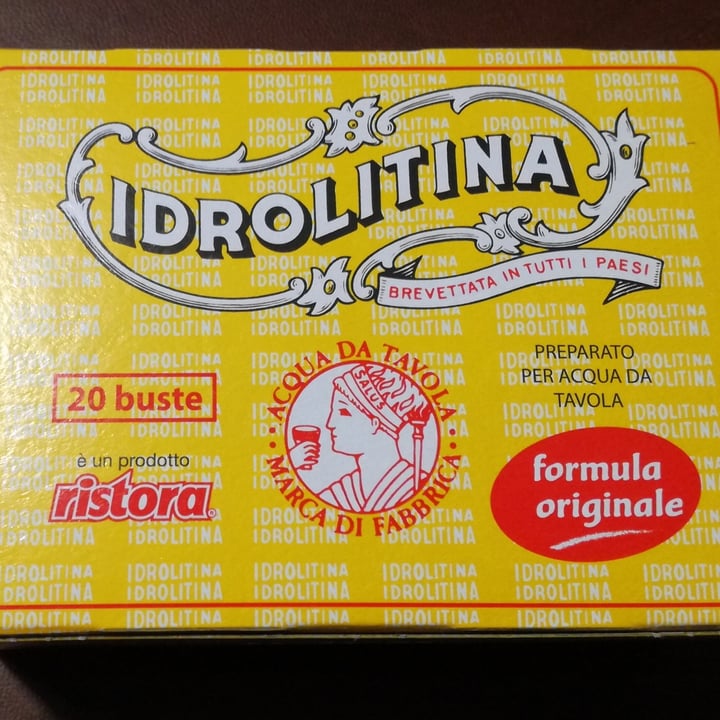 IDROLITINA
BREVETTATA IN TUTTI I PAESI
20 buste
è un prodotto
ristora
ACQUA DA TAVOLA
SALUS
MARCA DI FABBRICA
PREPARATO
PER ACQUA DA
TAVOLA
formula
originale